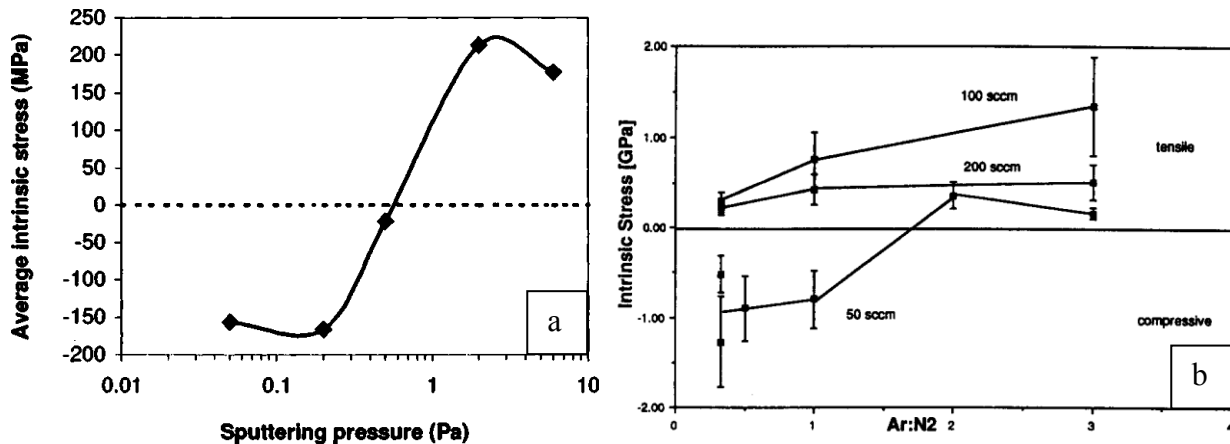 250
200
150
100
50
0
-50
-100
-150
-200
Average intrinsic stress (MPa)
0.01
0.1
1
10
Sputtering pressure (Pa)
a
2.00
1.00
0.00
-1.00
-2.00
Intrinsic Stress [GPa]
100 sccm
200 sccm
50 sccm
tensile
compressive
0
1
2
3
4
Ar:N2
b